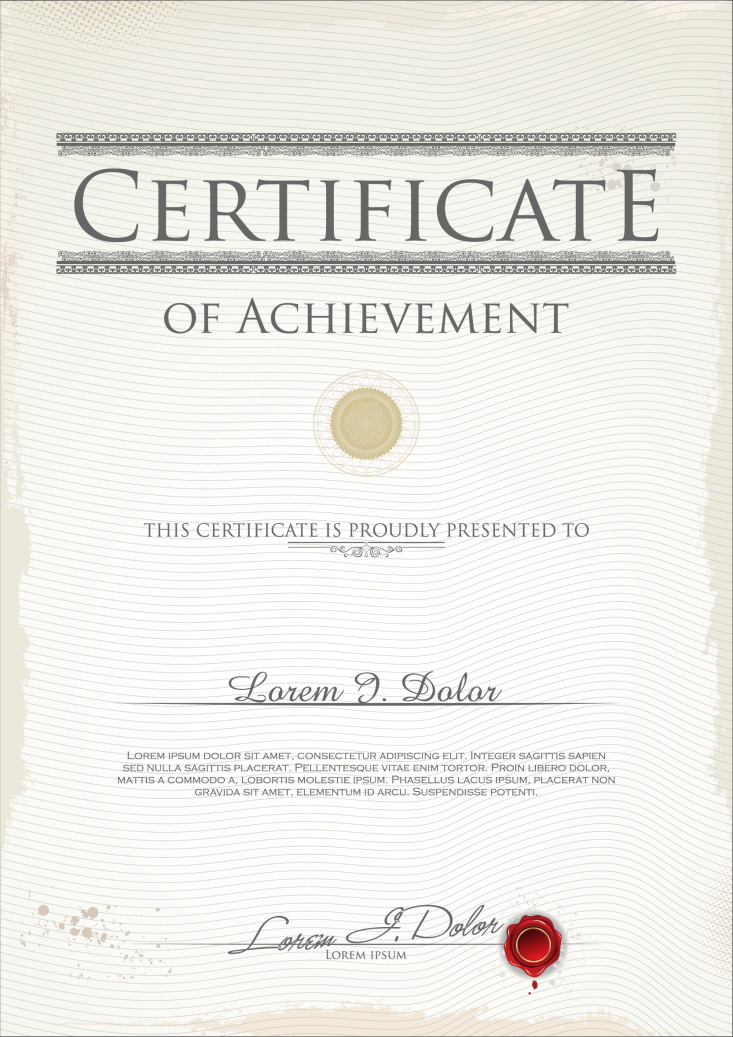 Certificate
of Achievement
THIS CERTIFICATE IS PROUDLY PRESENTED TO
Lorem I. Dolor
Lorem ipsum dolor sit amet, consectetur adipiscing elit. Integer sagittis sapien
sed nulla sagittis placerat. Pellentesque vitae enim tortor. Proin libero dolor,
mattis a commodo a, lobortis molestie ipsum. Phasellus lacus ipsum, placerat non
gravida sit amet, elementum id arcu. Suspendisse potenti.
Lorem I. Dolor
Lorem ipsum